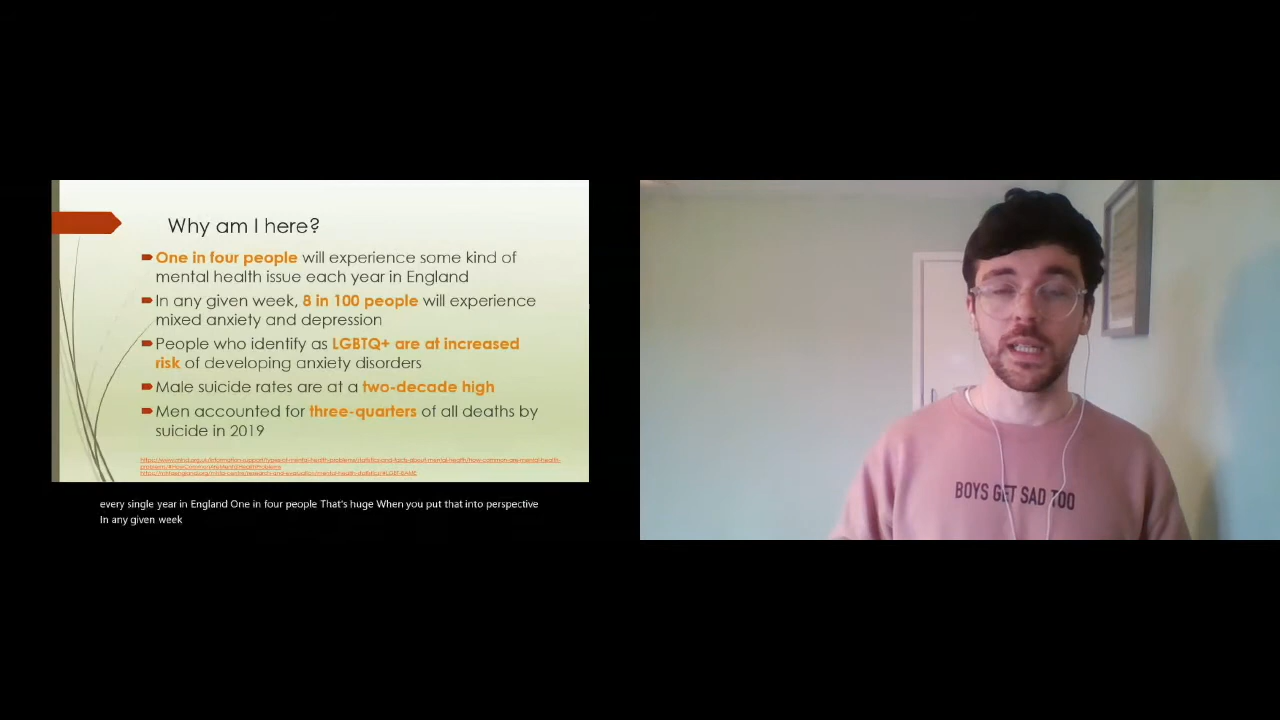 Why am I here?
One in four people will experience some kind of
mental health issue each year in England
In any given week, 8 in 100 people will experience
mixed anxiety and depression
People who identify as LGBTQ+ are at increased
risk of developing anxiety disorders
Male suicide rates are at a two-decade high
Men accounted for three-quarters of all deaths by
suicide in 2019
every single year in England One in four people That's huge When you put that into perspective
In any given week
BOYS GET SAD TOO